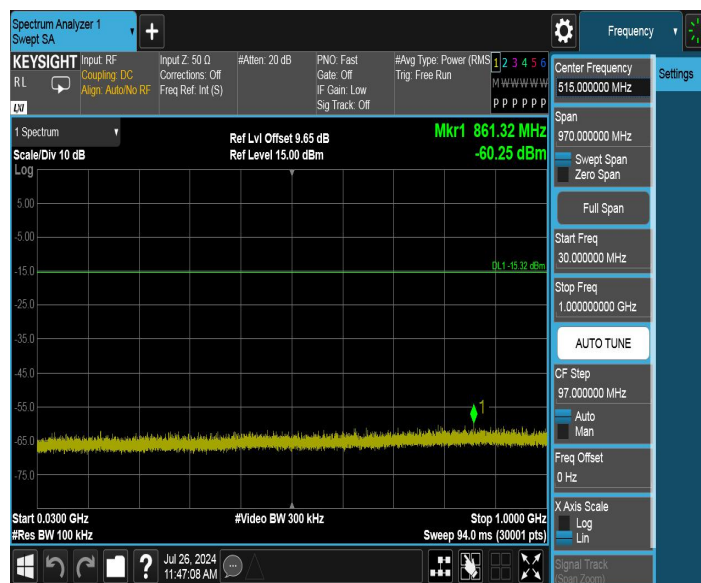 Spectrum Analyzer 1
Swept SA
+
Frequency
KEYSIGHT
RL
LXI
Input: RF
Coupling: DC
Align: Auto/No RF
Input Z: 50 Ω
Corrections: Off
Freq Ref: Int (S)
#Atten: 20 dB
PNO: Fast
Gate: Off
IF Gain: Low
Sig Track: Off
#Avg Type: Power (RMS
Trig: Free Run
1 2 3 4 5 6
M W W W W W
P P P P P P
1 Spectrum
Scale/Div 10 dB
Ref Lvl Offset 9.65 dB
Ref Level 15.00 dBm
Mkr1 861.32 MHz
-60.25 dBm
Log
5.00
-5.00
-15.0
-25.0
-35.0
-45.0
-55.0
-65.0
-75.0
DL1 -15.32 dBm
1
Start 0.0300 GHz
#Res BW 100 kHz
#Video BW 300 kHz
Stop 1.0000 GHz
Sweep 94.0 ms (30001 pts)
?
Jul 26, 2024
11:47:08 AM
Center Frequency
515.000000 MHz
Settings
Span
970.000000 MHz
Swept Span
Zero Span
Full Span
Start Freq
30.000000 MHz
Stop Freq
1.000000000 GHz
AUTO TUNE
CF Step
97.000000 MHz
Auto
Man
Freq Offset
0 Hz
X Axis Scale
Log
Lin
Signal Track
(Span Zoom)